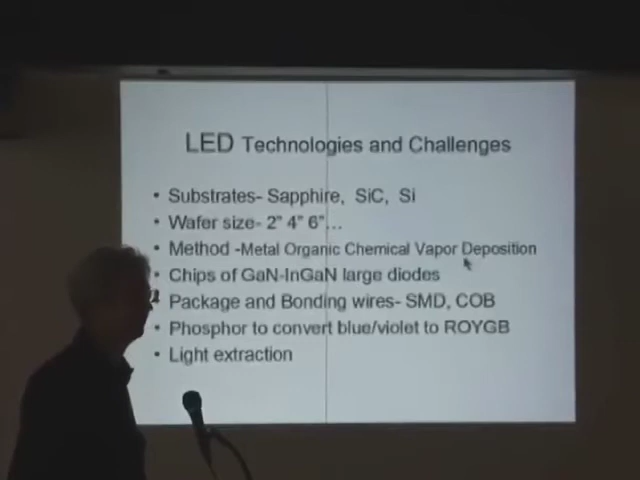 LED Technologies and Challenges
• Substrates- Sapphire, SiC, Si
• Wafer size- 2" 4" 6"...
• Method -Metal Organic Chemical Vapor Deposition
• Chips of GaN-InGaN large diodes
• Package and Bonding wires- SMD, COB
• Phosphor to convert blue/violet to ROYGB
• Light extraction